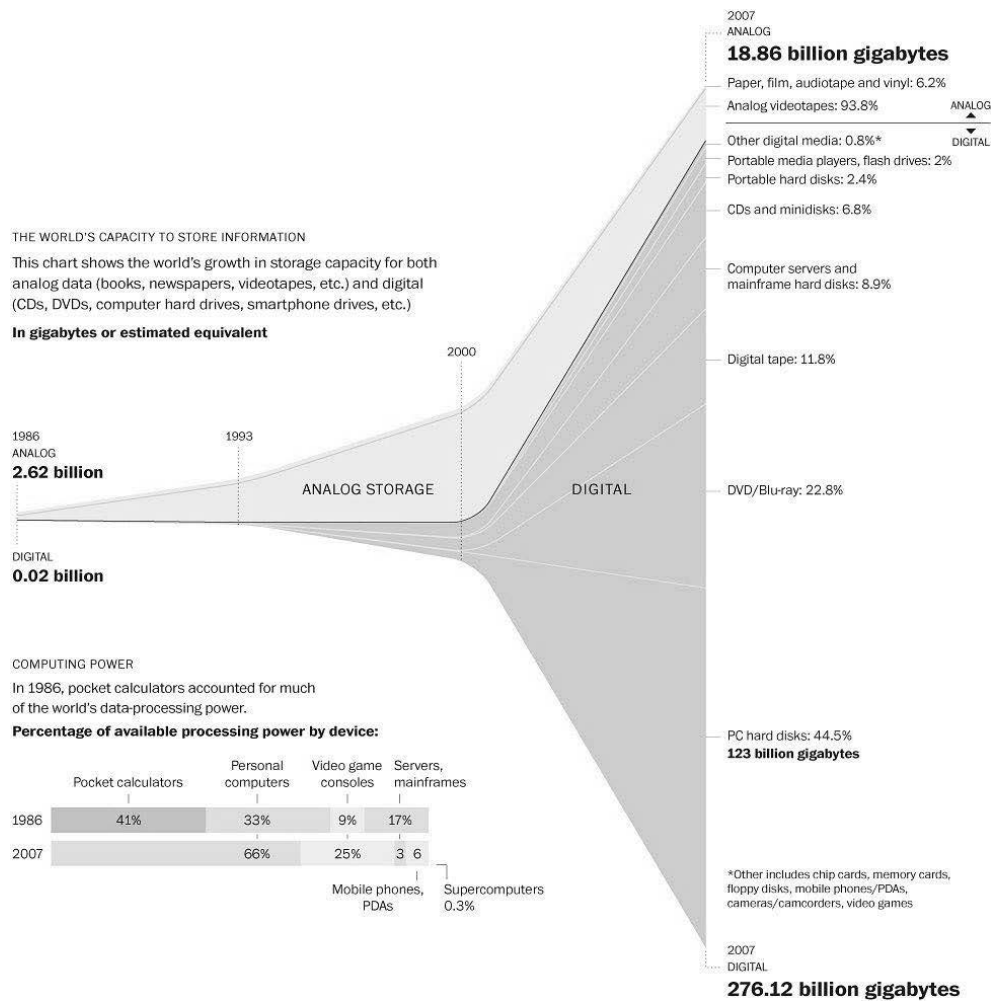 THE WORLD'S CAPACITY TO STORE INFORMATION
This chart shows the world's growth in storage capacity for both
analog data (books, newspapers, videotapes, etc.) and digital
(CDs, DVDs, computer hard drives, smartphone drives, etc.)
In gigabytes or estimated equivalent
1986
ANALOG
2.62 billion
DIGITAL
0.02 billion
1993
2000
ANALOG STORAGE
DIGITAL
2007
ANALOG
18.86 billion gigabytes
Paper, film, audiotape and vinyl: 6.2%
Analog videotapes: 93.8%
ANALOG
DIGITAL
Other digital media: 0.8%*
Portable media players, flash drives: 2%
Portable hard disks: 2.4%
CDs and minidisks: 6.8%
Computer servers and
mainframe hard disks: 8.9%
Digital tape: 11.8%
DVD/Blu-ray: 22.8%
PC hard disks: 44.5%
123 billion gigabytes
*Other includes chip cards, memory cards,
floppy disks, mobile phones/PDAs,
cameras/camcorders, video games
2007
DIGITAL
276.12 billion gigabytes
COMPUTING POWER
In 1986, pocket calculators accounted for much
of the world's data-processing power.
Percentage of available processing power by device:
Pocket calculators
Personal
computers
Video game
consoles
Servers,
mainframes
1986
41%
33%
9%
17%
2007
66%
25%
3
6
Mobile phones,
PDAs
Supercomputers
0.3%